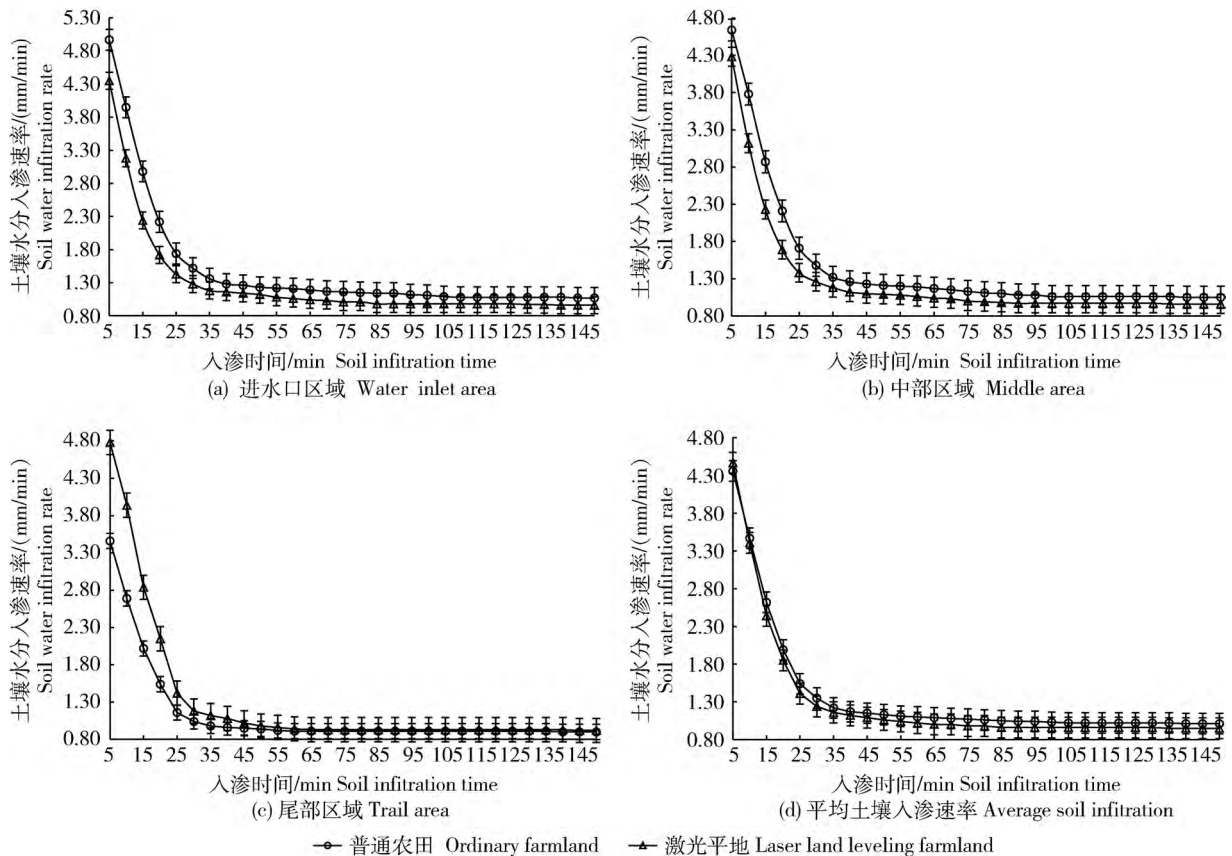 5.30
4.80
4.30
3.80
3.30
2.80
2.30
1.80
1.30
0.80
土壤水分入渗速率/(mm/min)
Soil water infitration rate
5 15 25 35 45 55 65 75 85 95 105 115 125 135 145
入渗时间/min Soil infitration time
(a) 进水口区域 Water inlet area
4.80
4.30
3.80
3.30
2.80
2.30
1.80
1.30
0.80
土壤水分入渗速率/(mm/min)
Soil water infitration rate
5 15 25 35 45 55 65 75 85 95 105 115 125 135 145
入渗时间/min Soil infitration time
(b) 中部区域 Middle area
4.80
4.30
3.80
3.30
2.80
2.30
1.80
1.30
0.80
土壤水分入渗速率/(mm/min)
Soil water infitration rate
5 15 25 35 45 55 65 75 85 95 105 115 125 135 145
入渗时间/min Soil infitration time
(c) 尾部区域 Trail area
4.80
4.30
3.80
3.30
2.80
2.30
1.80
1.30
0.80
土壤水分入渗速率/(mm/min)
Soil water infitration rate
5 15 25 35 45 55 65 75 85 95 105 115 125 135 145
入渗时间/min Soil infitration time
(d) 平均土壤入渗速率 Average soil infitration
普通农田 Ordinary farmland 激光平地 Laser land leveling farmland